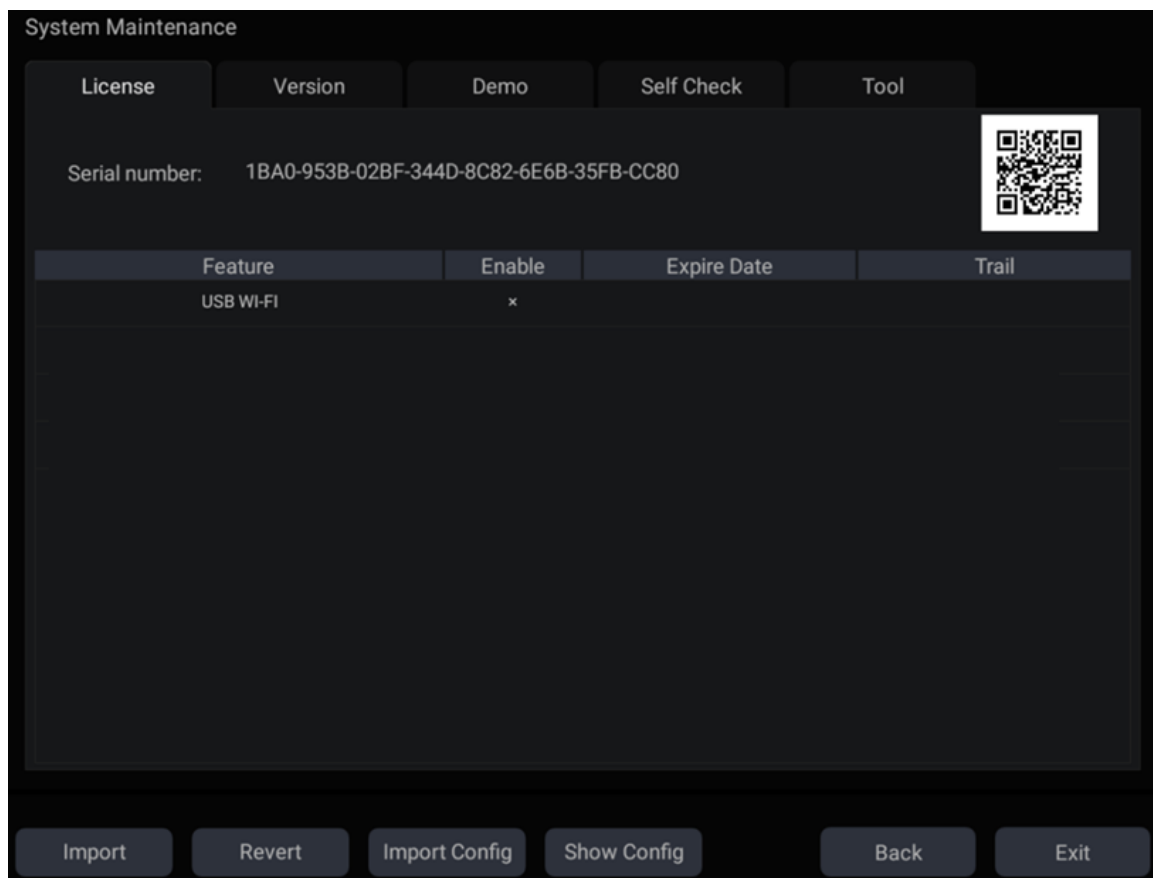 System Maintenance
License Version Demo Self Check Tool
Serial number: 1BA0-953B-02BF-344D-8C82-6E6B-35FB-CC80
Feature Enable Expire Date Trail
USB WI-FI ×
Import Revert Import Config Show Config Back Exit